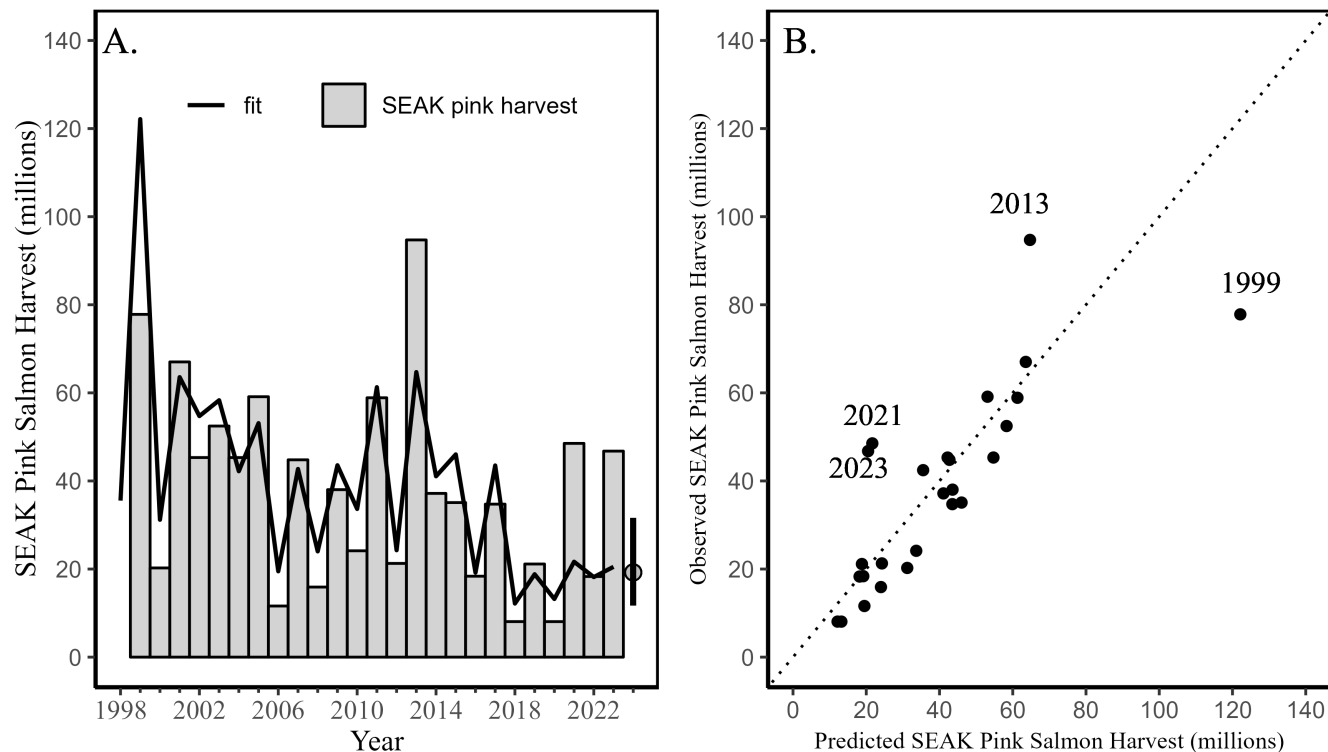 A.
fit
SEAK pink harvest
SEAK Pink Salmon Harvest (millions)
140
120
100
80
60
40
20
0
1998 2002 2006 2010 2014 2018 2022
Year
B.
Observed SEAK Pink Salmon Harvest (millions)
140
120
100
80
60
40
20
0
2013
1999
2021
2023
0 20 40 60 80 100 120 140
Predicted SEAK Pink Salmon Harvest (millions)